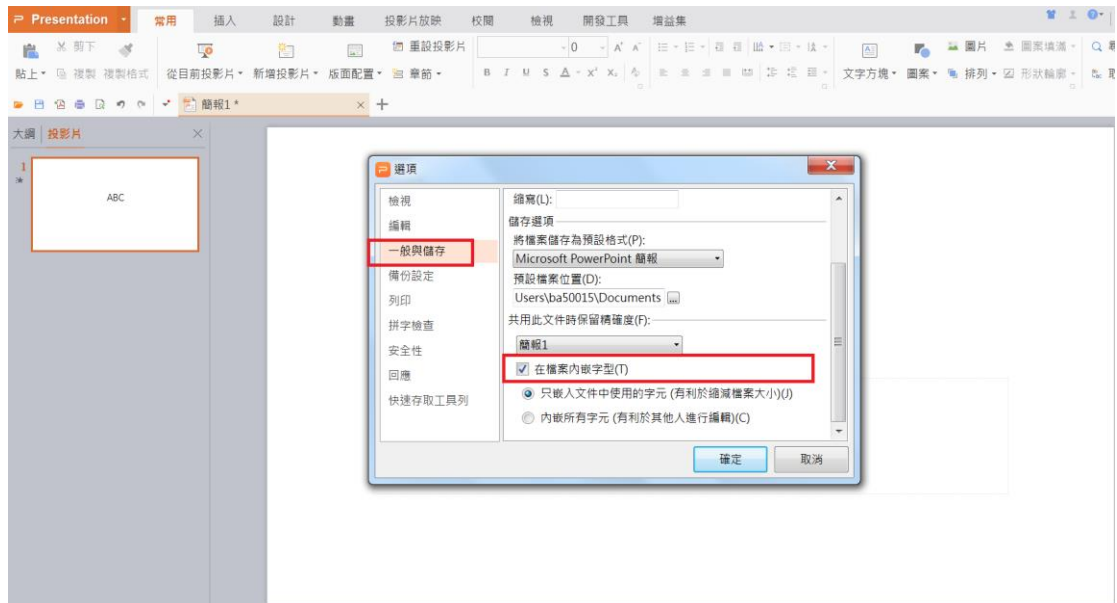 Presentation 常用 插入 設計 動畫 投影片放映 校閱 檢視 開發工具 增益集
剪下 重設投影片 0 圖片 圖案填滿
貼上 複製 複製格式 從目前投影片 新增投影片 版面配置 章節 B I U S A 文字方塊 圖案 排列 形狀輪廓
簡報1 *
大綱 投影片
1
ABC
選項
檢視
編輯
一般與儲存
備份設定
列印
拼字檢查
安全性
回應
快速存取工具列
縮寫(L):
儲存選項
將檔案儲存為預設格式(P):
Microsoft PowerPoint 簡報
預設檔案位置(D):
Users\ba50015\Documents ...
共用此文件時保留精確度(F):
簡報1
在檔案內嵌字型(T)
只嵌入文件中使用的字元 (有利於縮減檔案大小)(J)
內嵌所有字元 (有利於其他人進行編輯)(C)
確定 取消